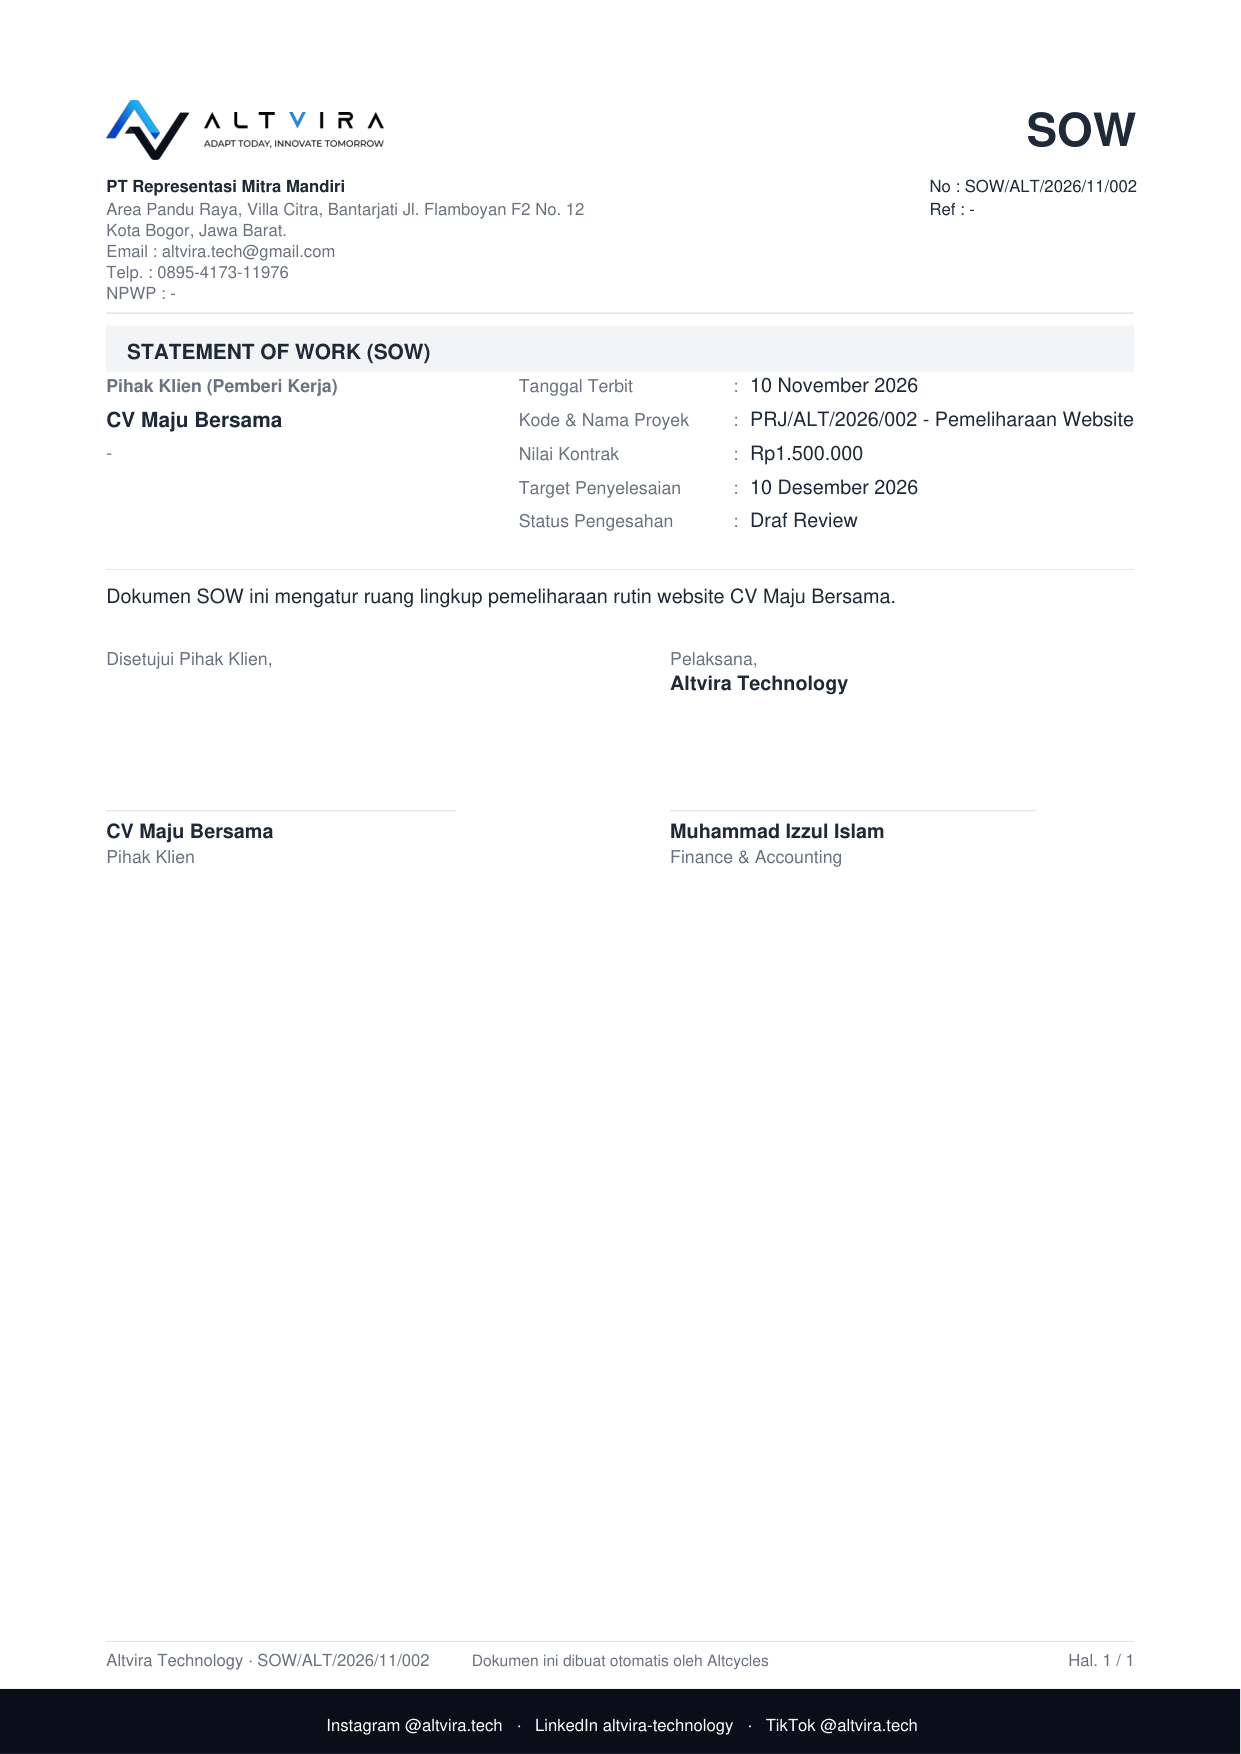 ALTVIRA
ADAPT TODAY, INNOVATE TOMORROW
SOW
PT Representasi Mitra Mandiri
Area Pandu Raya, Villa Citra, Bantarjati Jl. Flamboyan F2 No. 12
Kota Bogor, Jawa Barat.
Email : altvira.tech@gmail.com
Telp. : 0895-4173-11976
NPWP : -
No : SOW/ALT/2026/11/002
Ref : -
STATEMENT OF WORK (SOW)
Pihak Klien (Pemberi Kerja)
CV Maju Bersama
-
Tanggal Terbit : 10 November 2026
Kode & Nama Proyek : PRJ/ALT/2026/002 - Pemeliharaan Website
Nilai Kontrak : Rp1.500.000
Target Penyelesaian : 10 Desember 2026
Status Pengesahan : Draf Review
Dokumen SOW ini mengatur ruang lingkup pemeliharaan rutin website CV Maju Bersama.
Disetujui Pihak Klien,
CV Maju Bersama
Pihak Klien
Pelaksana,
Altvira Technology
Muhammad Izzul Islam
Finance & Accounting
Altvira Technology · SOW/ALT/2026/11/002 Dokumen ini dibuat otomatis oleh Altcycles Hal. 1 / 1
Instagram @altvira.tech · LinkedIn altvira-technology · TikTok @altvira.tech